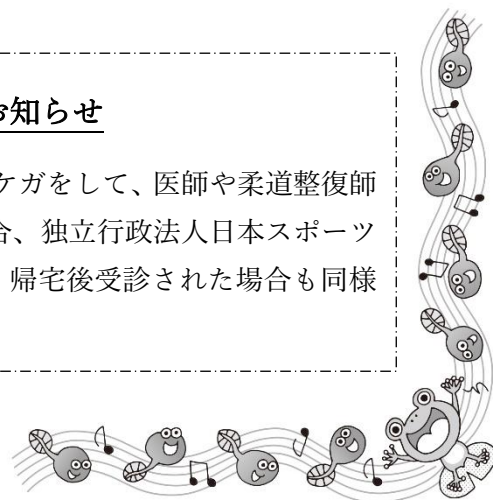 お知らせ
ケガをして、医師や柔道整復師
合、独立行政法人日本スポーツ
帰宅後受診された場合も同様